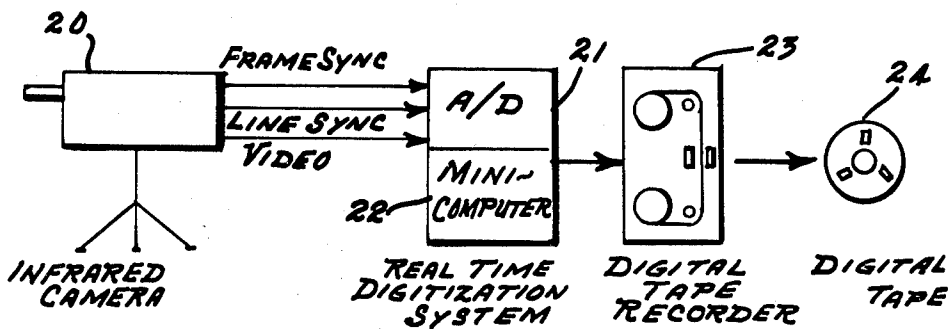 20
FRAME SYNC
LINE SYNC
VIDEO
A/D
21
MINI-
COMPUTER
22
23
24
INFRARED
CAMERA
REAL TIME
DIGITIZATION
SYSTEM
DIGITAL
TAPE
RECORDER
DIGITAL
TAPE